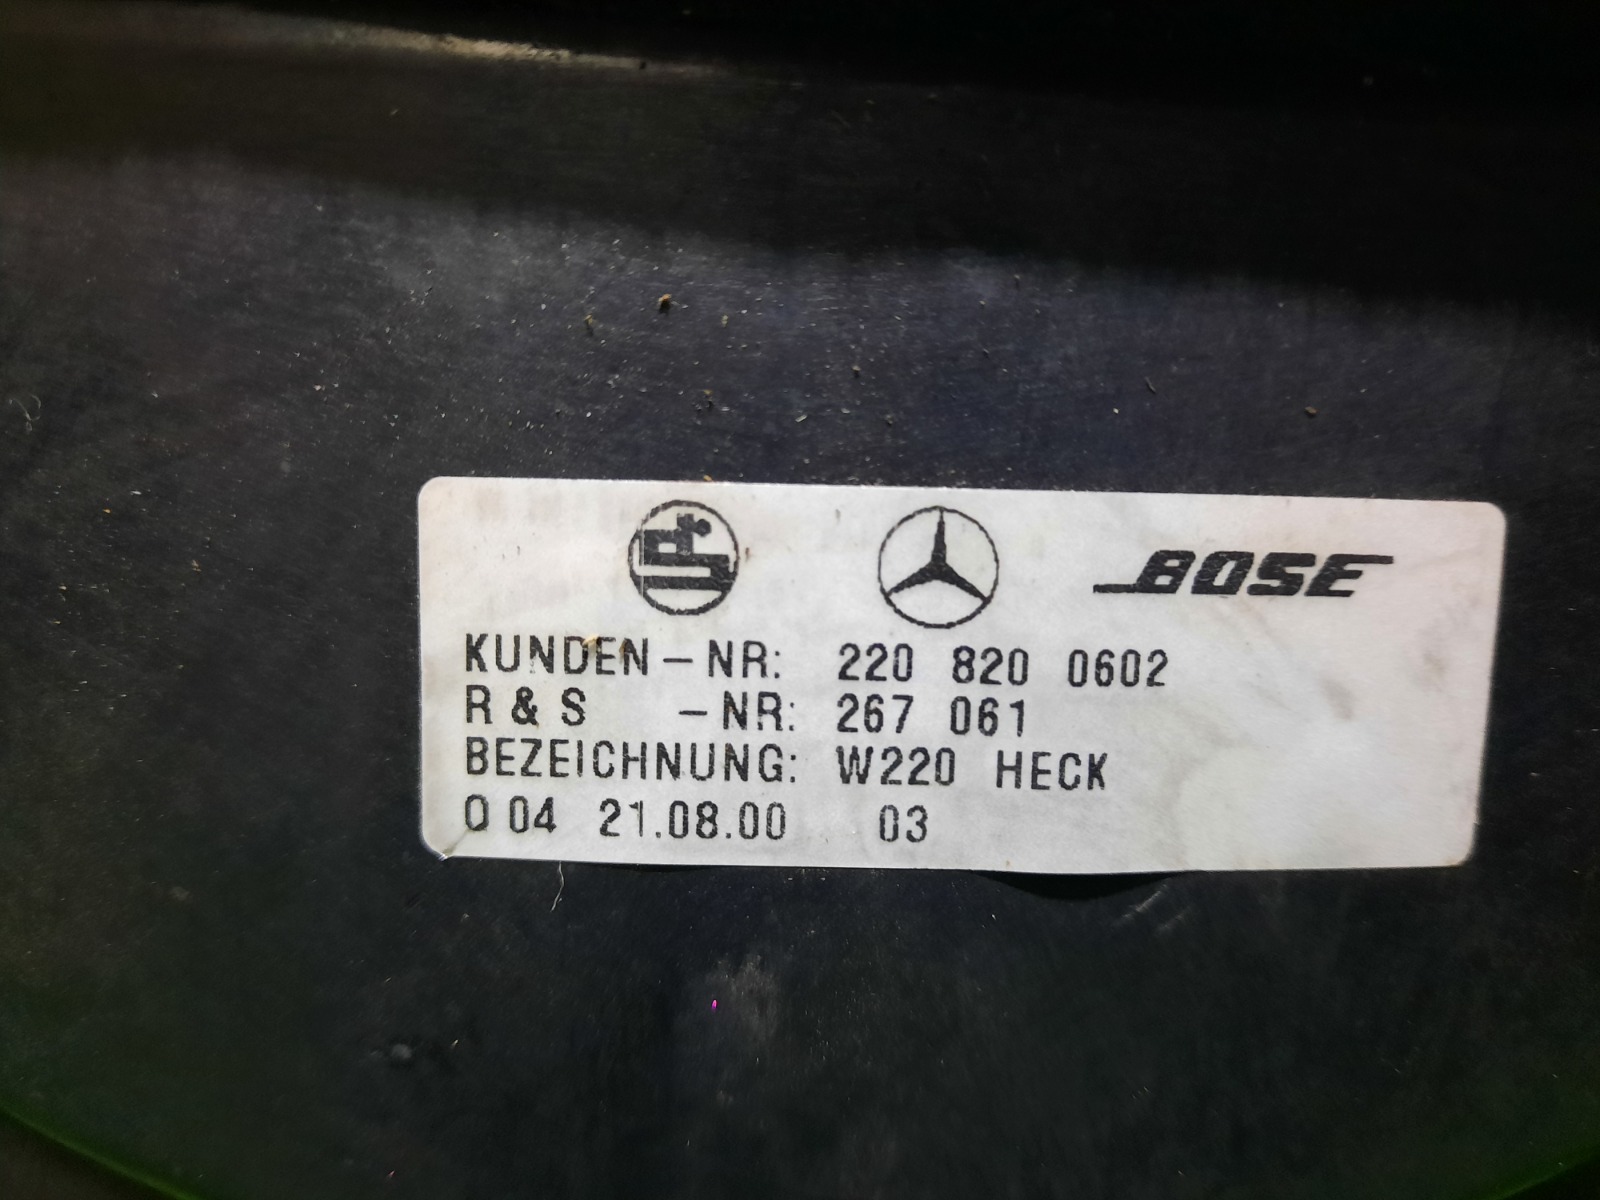 BOSE
KUNDEN-NR: 220 820 0602
R & S -NR: 267 061
BEZEICHNUNG: W220 HECK
0 04 21.08.00 03